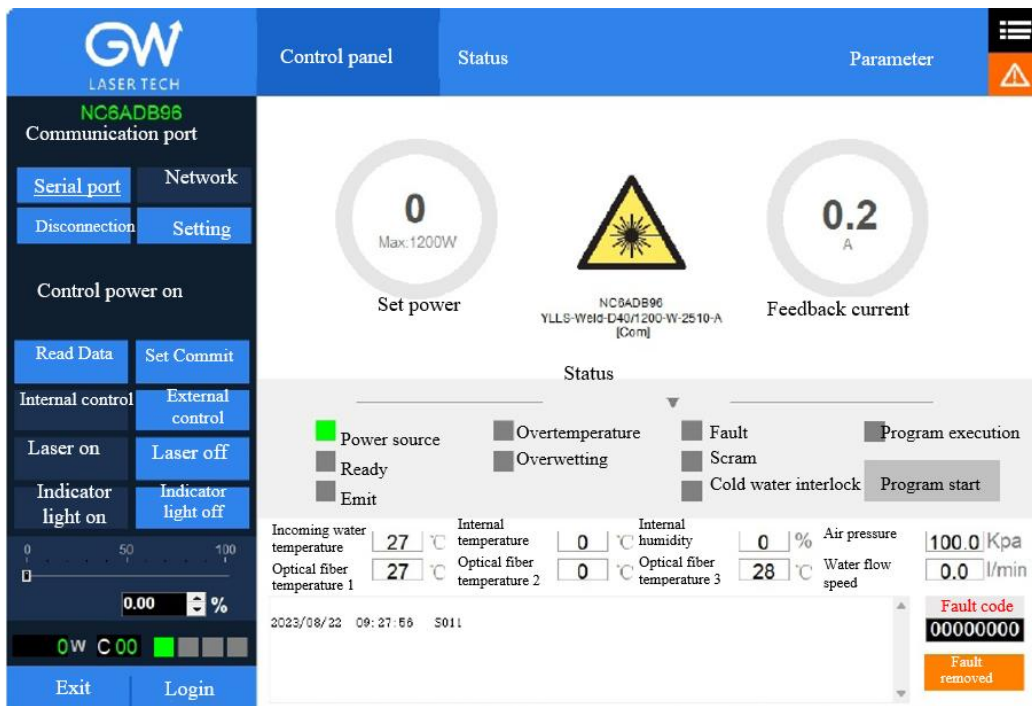 GW
LASER TECH
Control panel
Status
Parameter
NC6ADB96
Communication port
Serial port
Network
Disconnection
Setting
Control power on
Read Data
Set Commit
Internal control
External
control
Laser on
Laser off
Indicator
light on
Indicator
light off
0 50 100
0.00 %
0W C 00
Exit
Login
0
Max:1200W
Set power
NC6ADB96
YLLS-Weld-D40/1200-W-2510-A
[Com]
0.2
A
Feedback current
Status
Power source
Overtemperature
Fault
Program execution
Ready
Overwetting
Scram
Emit
Cold water interlock
Program start
Incoming water
temperature
27 ℃
Internal
temperature
0 ℃
Internal
humidity
0 %
Air pressure
100.0 Kpa
Optical fiber
temperature 1
27 ℃
Optical fiber
temperature 2
0 ℃
Optical fiber
temperature 3
28 ℃
Water flow
speed
0.0 l/min
2023/08/22 09:27:56 S011
Fault code
00000000
Fault
removed